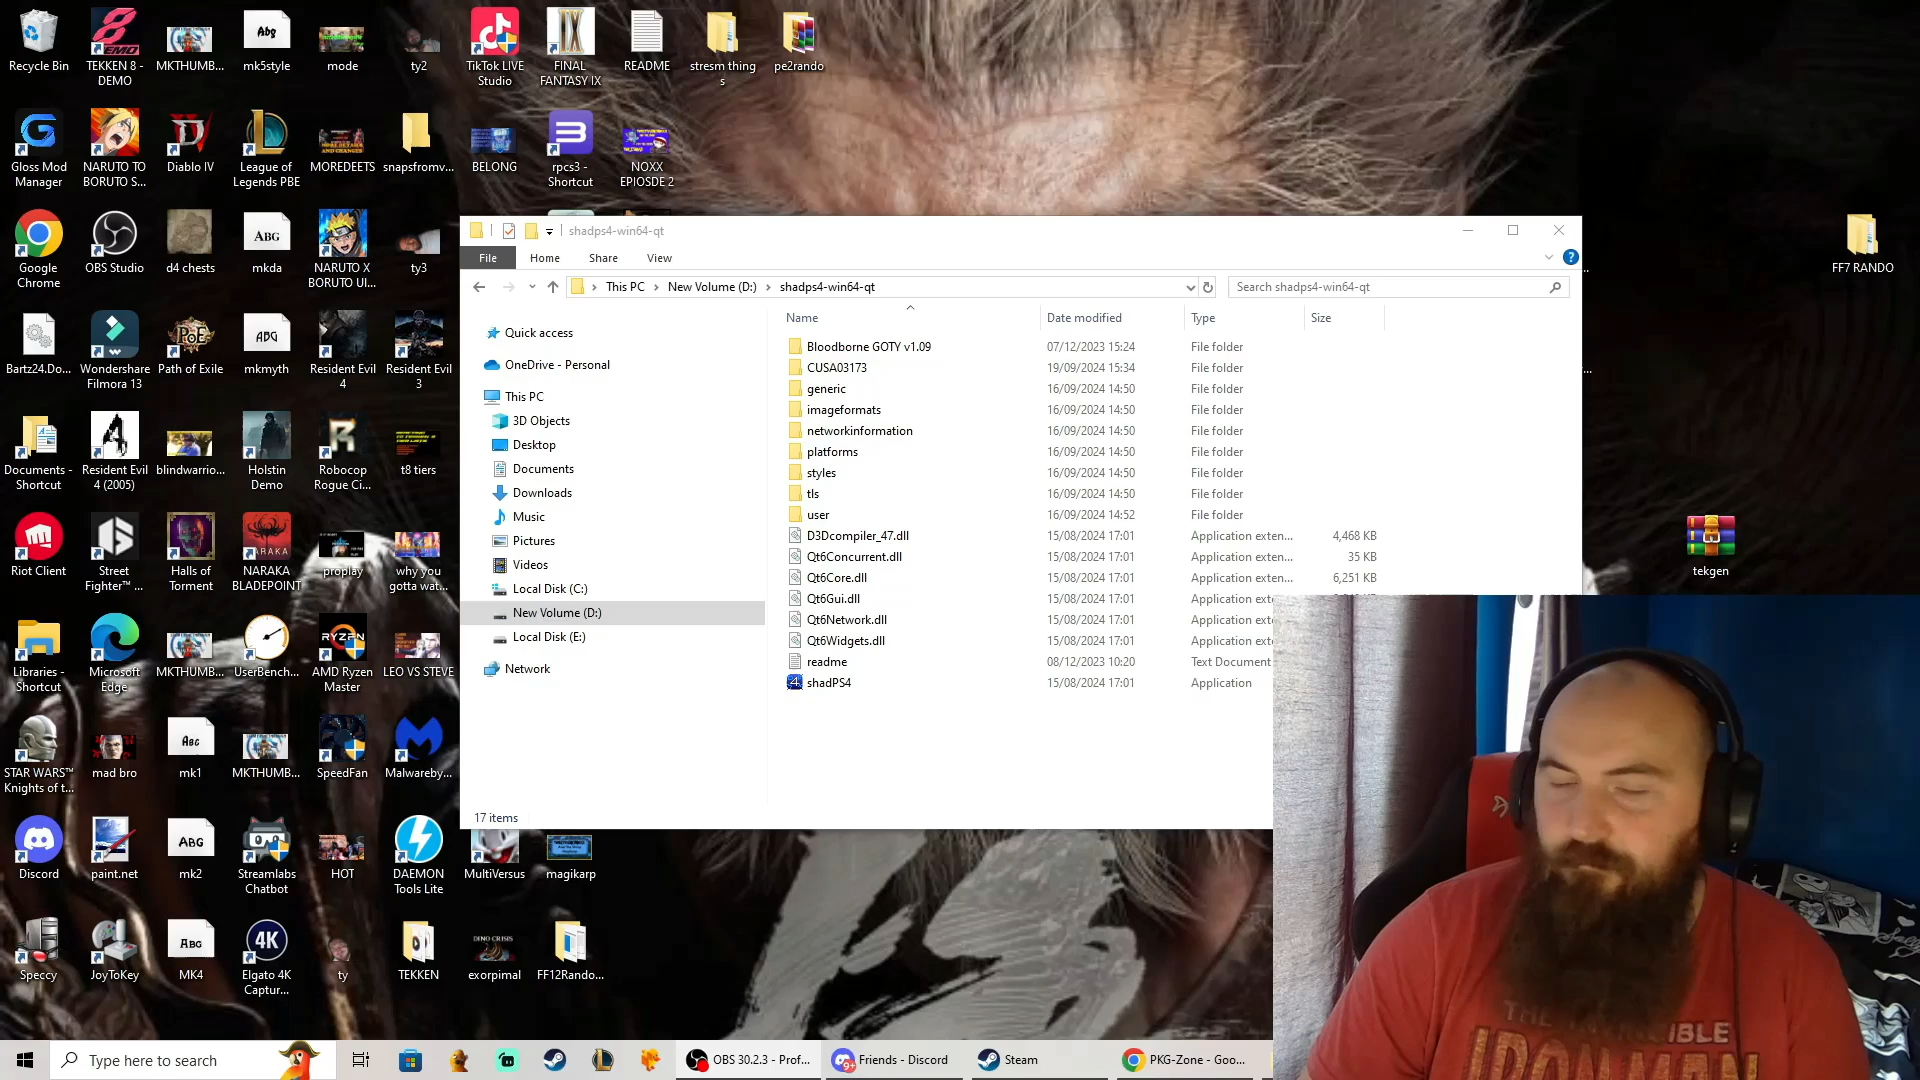 Recycle Bin
TEKKEN 8 -
DEMO
MKTHUMB...
mk5style
mode
ty2
TikTok LIVE
Studio
FINAL
FANTASY IX
README
stresm thing
s
pe2rando
Gloss Mod
Manager
NARUTO TO
BORUTO S...
Diablo IV
League of
Legends PBE
MOREDEETS
snapsfromv...
BELONG
rpcs3 -
Shortcut
NOXX
EPIOSDE 2
Google
Chrome
OBS Studio
d4 chests
mkda
NARUTO X
BORUTO UI...
ty3
FF7 RANDO
Bartz24.Do...
Wondershare
Filmora 13
Path of Exile
mkmyth
Resident Evil
4
Resident Evil
3
Documents -
Shortcut
Resident Evil
4 (2005)
blindwarrio...
Holstin
Demo
Robocop
Rogue Ci...
t8 tiers
Riot Client
Street
Fighter™ ...
Halls of
Torment
NARAKA
BLADEPOINT
proplay
why you
gotta wat...
tekgen
Libraries -
Shortcut
Microsoft
Edge
MKTHUMB...
UserBench...
AMD Ryzen
Master
LEO VS STEVE
STAR WARS™
Knights of t...
mad bro
mk1
MKTHUMB...
SpeedFan
Malwareby...
Discord
paint.net
mk2
Streamlabs
Chatbot
HOT
DAEMON
Tools Lite
MultiVersus
magikarp
Speccy
JoyToKey
MK4
Elgato 4K
Captur...
ty
TEKKEN
exorpimal
FF12Rando...
shadps4-win64-qt
File Home Share View
This PC New Volume (D:) shadps4-win64-qt
Search shadps4-win64-qt
Quick access
OneDrive - Personal
This PC
3D Objects
Desktop
Documents
Downloads
Music
Pictures
Videos
Local Disk (C:)
New Volume (D:)
Local Disk (E:)
Network
Name Date modified Type Size
Bloodborne GOTY v1.09 07/12/2023 15:24 File folder
CUSA03173 19/09/2024 15:34 File folder
generic 16/09/2024 14:50 File folder
imageformats 16/09/2024 14:50 File folder
networkinformation 16/09/2024 14:50 File folder
platforms 16/09/2024 14:50 File folder
styles 16/09/2024 14:50 File folder
tls 16/09/2024 14:50 File folder
user 16/09/2024 14:52 File folder
D3Dcompiler_47.dll 15/08/2024 17:01 Application exten... 4,468 KB
Qt6Concurrent.dll 15/08/2024 17:01 Application exten... 35 KB
Qt6Core.dll 15/08/2024 17:01 Application exten... 6,251 KB
Qt6Gui.dll 15/08/2024 17:01 Application exte
Qt6Network.dll 15/08/2024 17:01 Application exte
Qt6Widgets.dll 15/08/2024 17:01 Application exte
readme 08/12/2023 10:20 Text Document
shadPS4 15/08/2024 17:01 Application
17 items
IRONMAN
Type here to search
OBS 30.2.3 - Prof...
Friends - Discord
Steam
PKG-Zone - Goo...